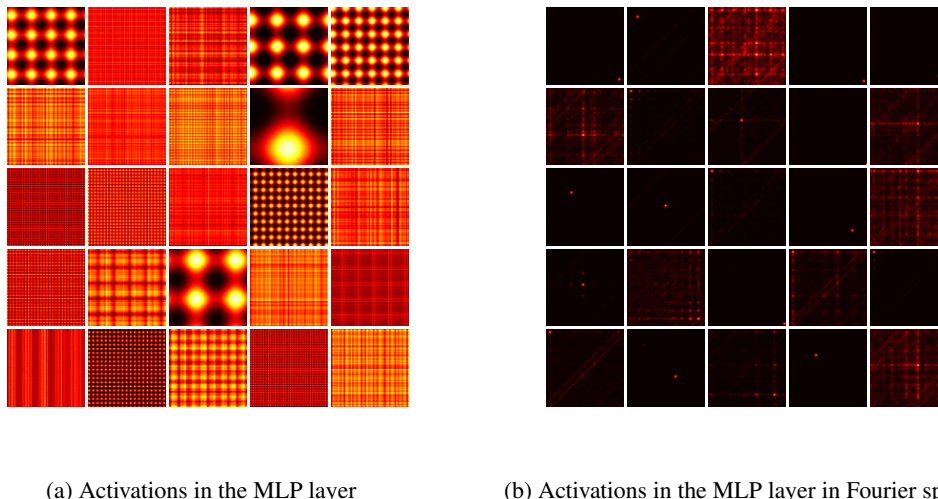 (a) Activations in the MLP layer
(b) Activations in the MLP layer in Fourier